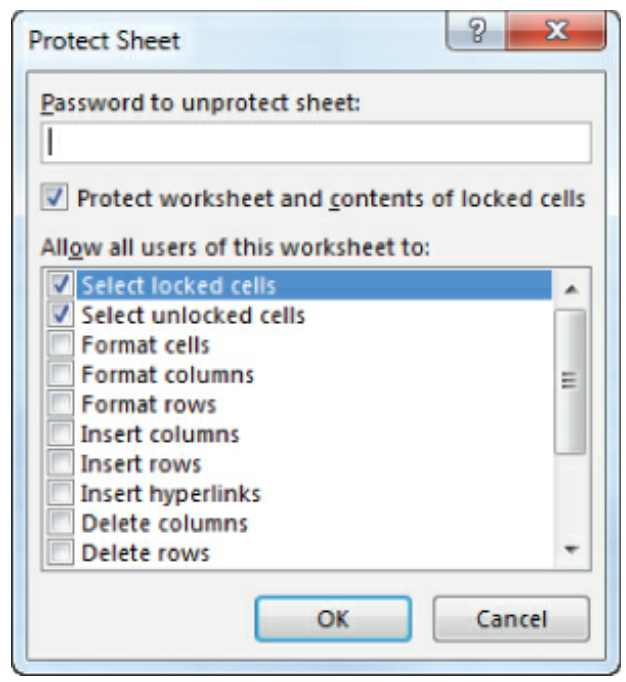 Protect Sheet
?
Password to unprotect sheet:
Protect worksheet and contents of locked cells
Allow all users of this worksheet to:
Select locked cells
Select unlocked cells
Format cells
Format columns
Format rows
Insert columns
Insert rows
Insert hyperlinks
Delete columns
Delete rows
OK
Cancel